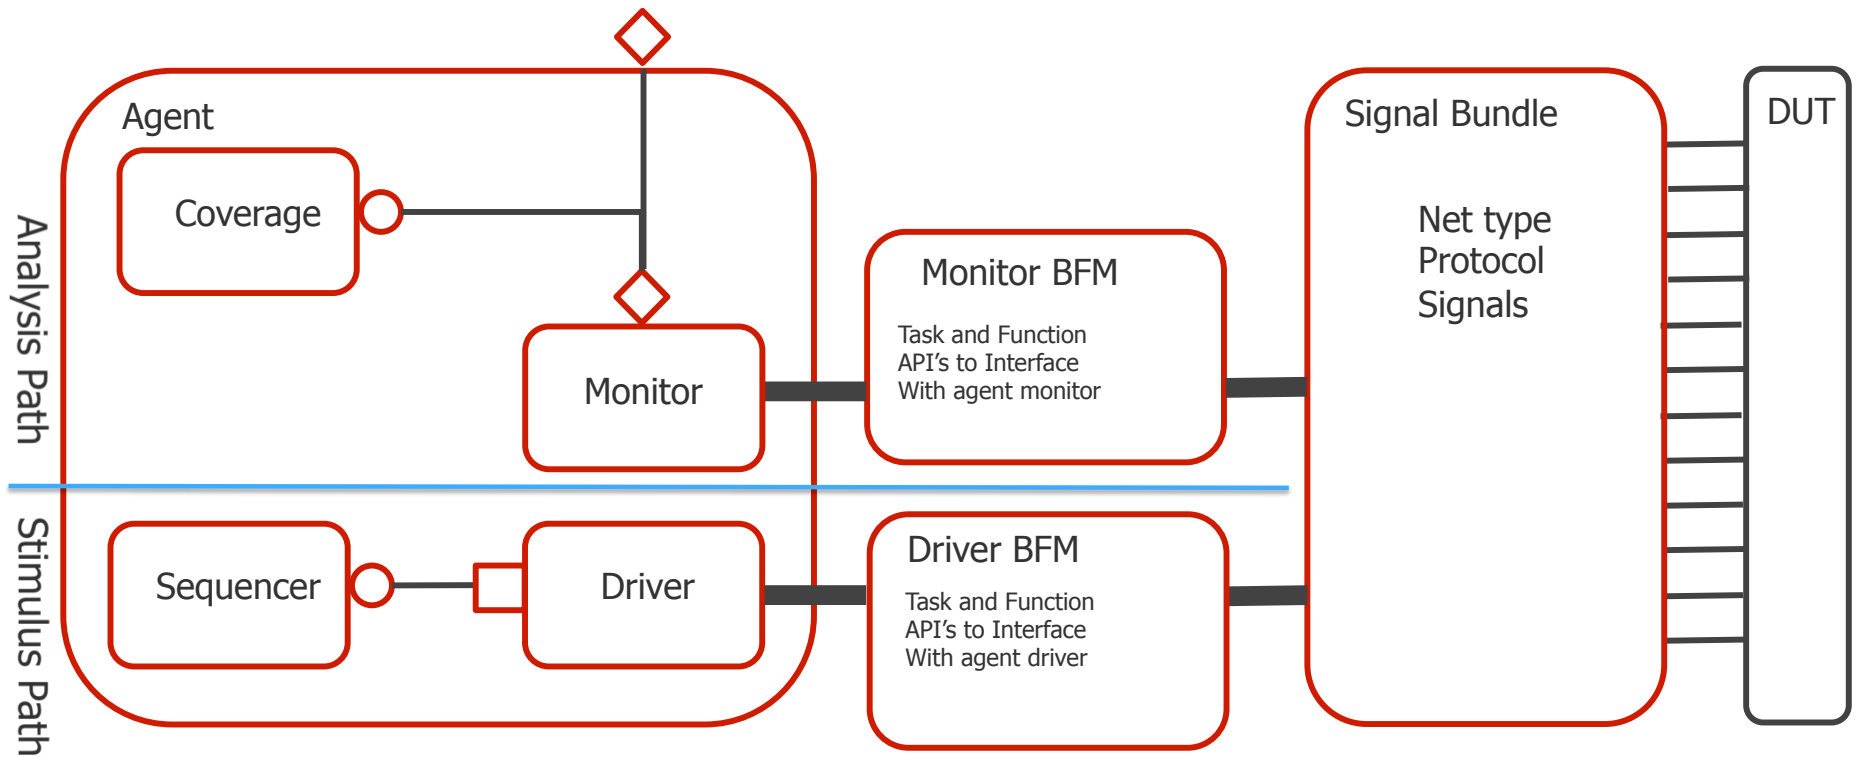 Agent
Coverage
Monitor
Analysis Path
Stimulus Path
Sequencer
Driver
Monitor BFM
Task and Function
API's to Interface
With agent monitor
Driver BFM
Task and Function
API's to Interface
With agent driver
Signal Bundle
Net type
Protocol
Signals
DUT